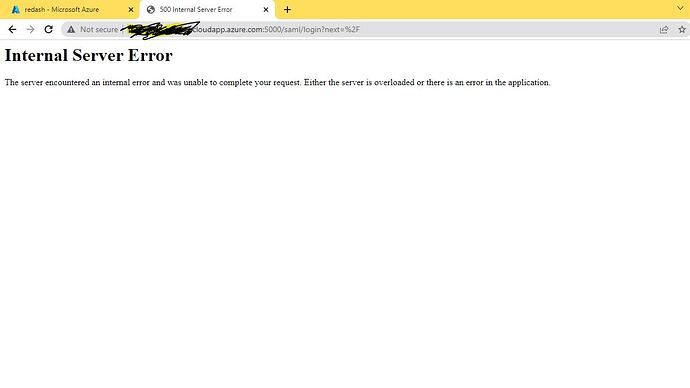 redash - Microsoft Azure
500 Internal Server Error
Not secure cloudapp.azure.com:5000/saml/login?next=%2F
Internal Server Error
The server encountered an internal error and was unable to complete your request. Either the server is overloaded or there is an error in the application.